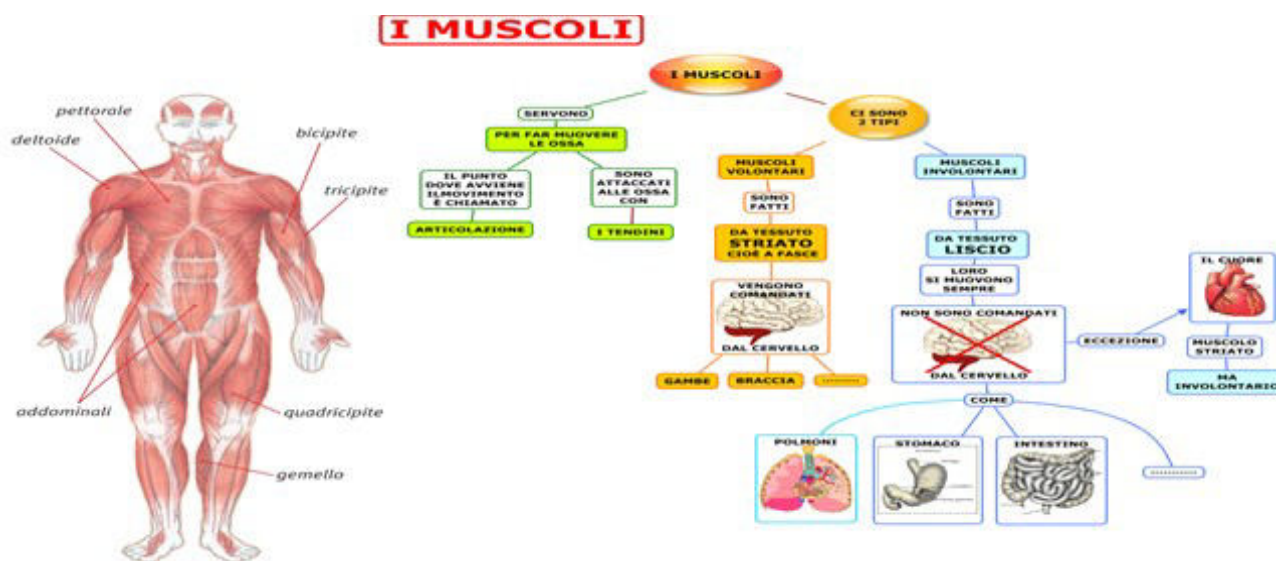 I MUSCOLI
pettorale
deltoide
bicipite
tricipite
addominali
quadricipite
gemello
I MUSCOLI
SERVONO
PER FAR MUOVERE
LE OSSA
IL PUNTO
DOVE AVVIENE
ILMOVIMENTO
È CHIAMATO
ARTICOLAZIONE
SONO
ATTACCATI
ALLE OSSA
CON
I TENDINI
CI SONO
2 TIPI
MUSCOLI
VOLONTARI
SONO
FATTI
DA TESSUTO
STRIATO
CIOÈ A FASCE
VENGONO
COMANDATI
DAL CERVELLO
GAMBE
BRACCIA
..........
MUSCOLI
INVOLONTARI
SONO
FATTI
DA TESSUTO
LISCIO
LORO
SI MUOVONO
SEMPRE
NON SONO COMANDATI
DAL CERVELLO
ECCEZIONE
IL CUORE
MUSCOLO
STRIATO
MA
INVOLONTARIO
COME
POLMONI
STOMACO
INTESTINO
...........